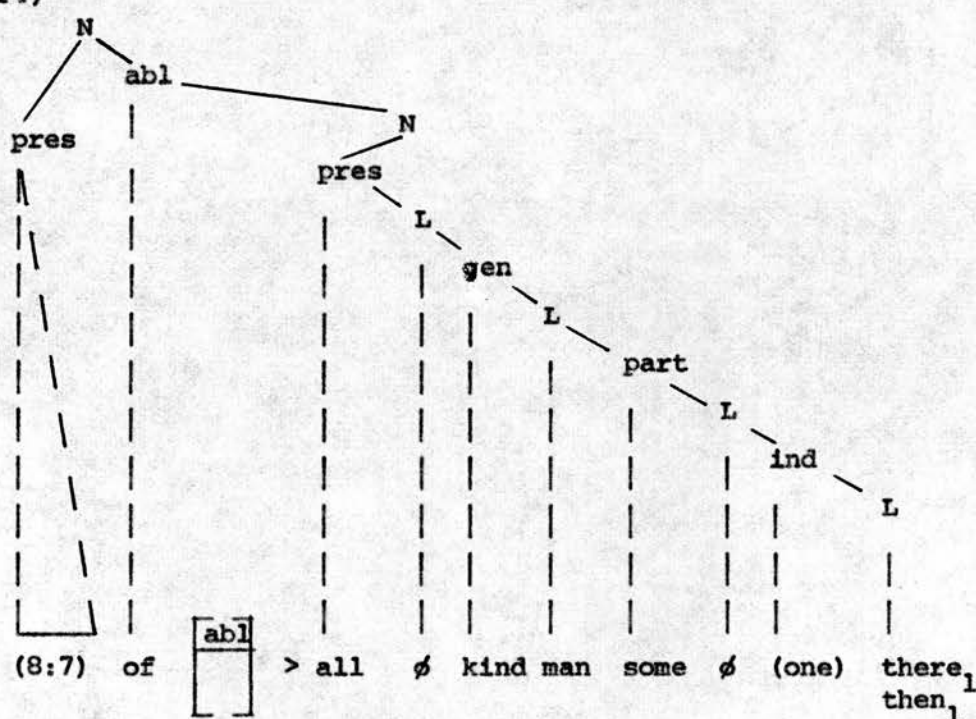 N
abl
N
pres
pres
L
gen
L
part
L
ind
L
abl
(8:7) of > all ø kind man some ø (one) there1
then1